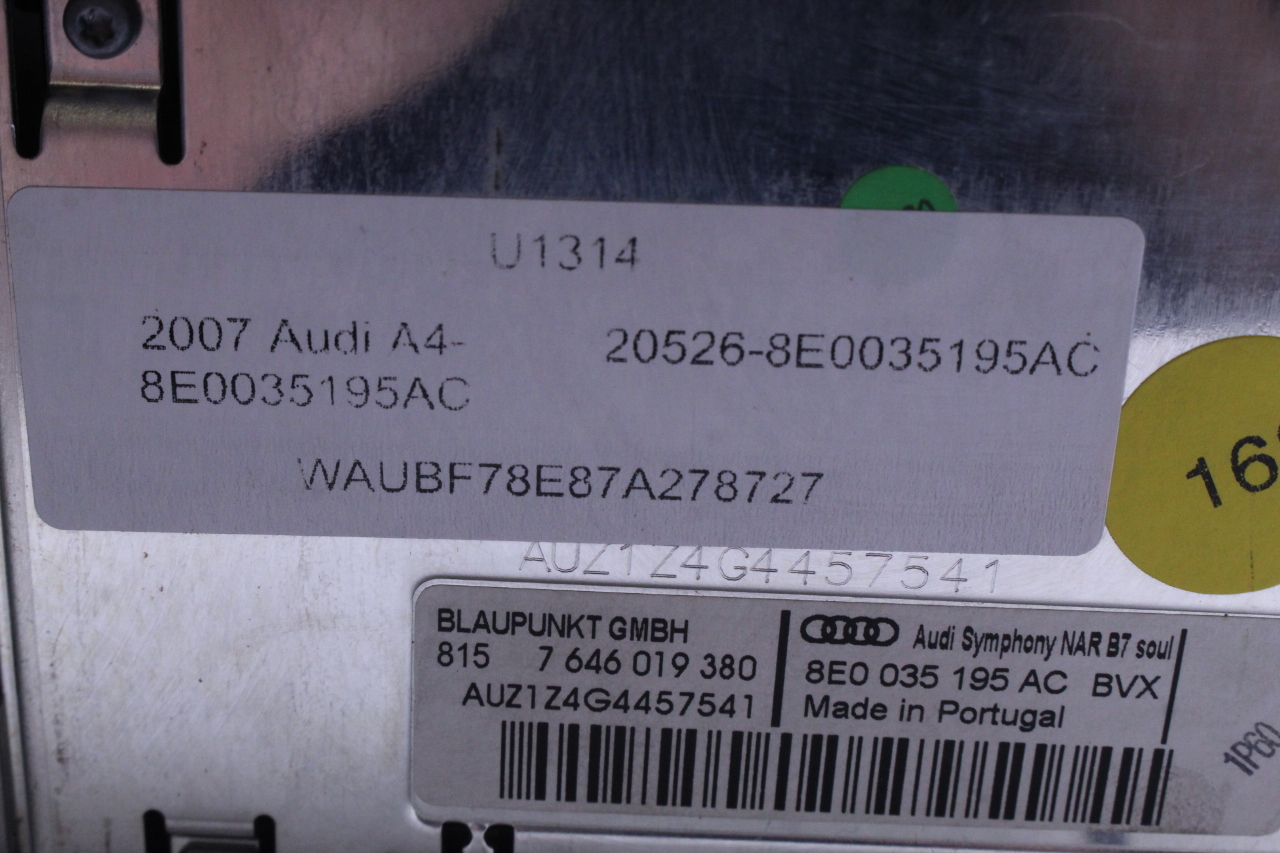 U1314
2007 Audi A4-
8E0035195AC
20526-8E0035195AC
WAUBF78E87A278727
AUZ1Z4G4457541
BLAUPUNKT GMBH
815 7 646 019 380
AUZ1Z4G4457541
Audi Symphony NAR B7 soul
8E0 035 195 AC BVX
Made in Portugal
1P60